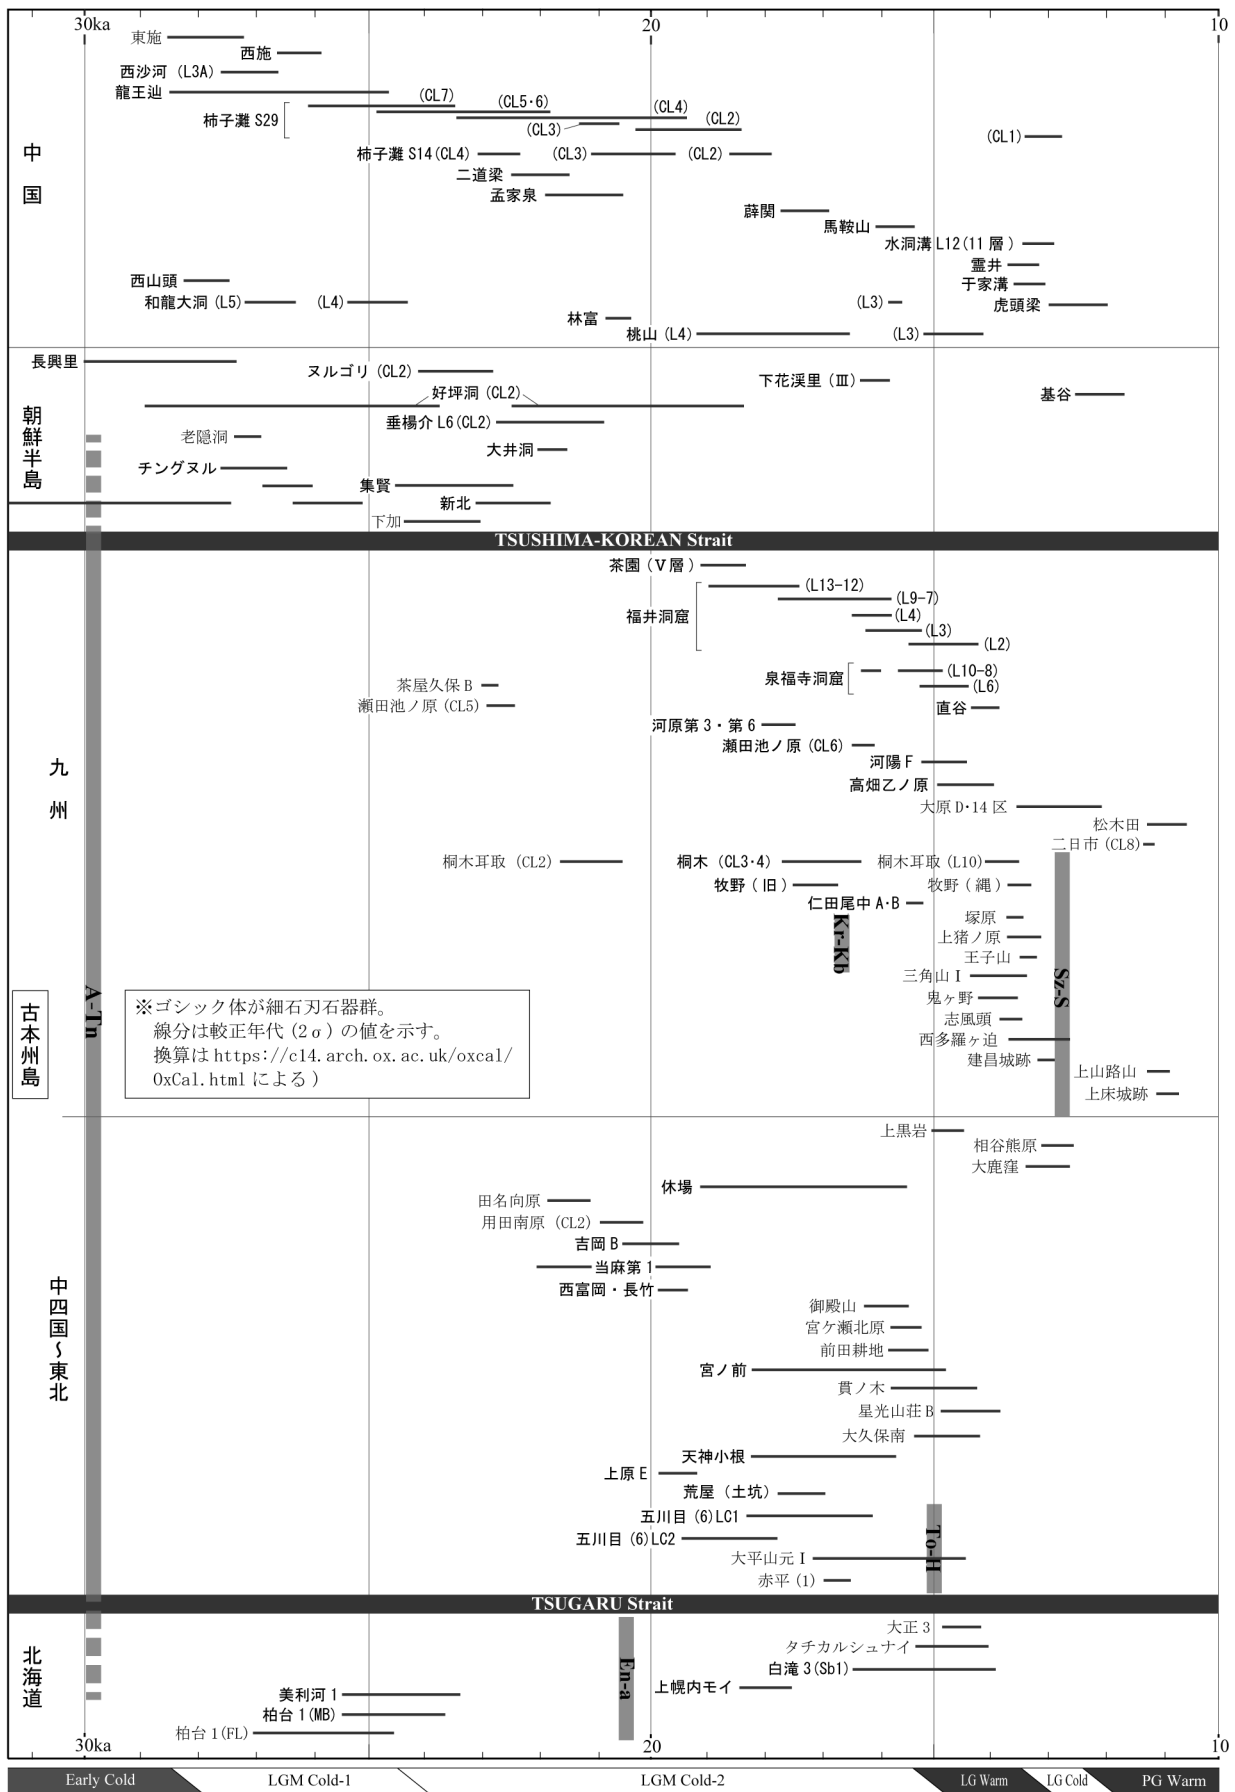 30ka 20 10
中国
東施
西施
西沙河 (L3A)
龍王辿
柿子灘 S29
(CL7)
(CL5・6)
(CL4)
(CL3)
(CL2)
(CL1)
柿子灘 S14(CL4) (CL3) (CL2)
二道梁
孟家泉
薜関
馬鞍山
水洞溝 L12(11 層)
霊井
西山頭
于家溝
和龍大洞 (L5) (L4) (L3)
虎頭梁
林富
桃山 (L4) (L3)
朝鮮半島
長興里
ヌルゴリ (CL2)
下花渓里 (Ⅲ)
好坪洞 (CL2)
基谷
垂楊介 L6(CL2)
老隠洞
大井洞
チングヌル
集賢
新北
下加
TSUSHIMA-KOREAN Strait
古本州島
九州
茶園 (Ⅴ層)
福井洞窟
(L13-12)
(L9-7)
(L4)
(L3)
(L2)
泉福寺洞窟
(L10-8)
(L6)
茶屋久保 B
瀬田池ノ原 (CL5)
直谷
河原第 3・第 6
瀬田池ノ原 (CL6)
河陽 F
高畑乙ノ原
大原 D・14 区
松木田
二日市 (CL8)
桐木耳取 (CL2)
桐木 (CL3・4)
桐木耳取 (L10)
牧野 (旧)
牧野 (縄)
仁田尾中 A・B
塚原
上猪ノ原
王子山
三角山 I
鬼ヶ野
志風頭
西多羅ヶ迫
建昌城跡
上山路山
上床城跡
A-Tn
Kr-Kb
Sz-S
※ゴシック体が細石刃石器群。
線分は較正年代 (2σ) の値を示す。
換算は https://c14.arch.ox.ac.uk/oxcal/
OxCal.html による )
中四国～東北
上黒岩
相谷熊原
大鹿窪
休場
田名向原
用田南原 (CL2)
吉岡 B
当麻第 1
西富岡・長竹
御殿山
宮ケ瀬北原
前田耕地
宮ノ前
貫ノ木
星光山荘 B
大久保南
天神小根
上原 E
荒屋 (土坑)
五川目 (6)LC1
五川目 (6)LC2
大平山元 I
赤平 (1)
To-H
TSUGARU Strait
北海道
大正 3
タチカルシュナイ
白滝 3(Sb1)
上幌内モイ
美利河 1
柏台 1(MB)
柏台 1(FL)
En-a
30ka 20 10
Early Cold LGM Cold-1 LGM Cold-2 LG Warm LG Cold PG Warm